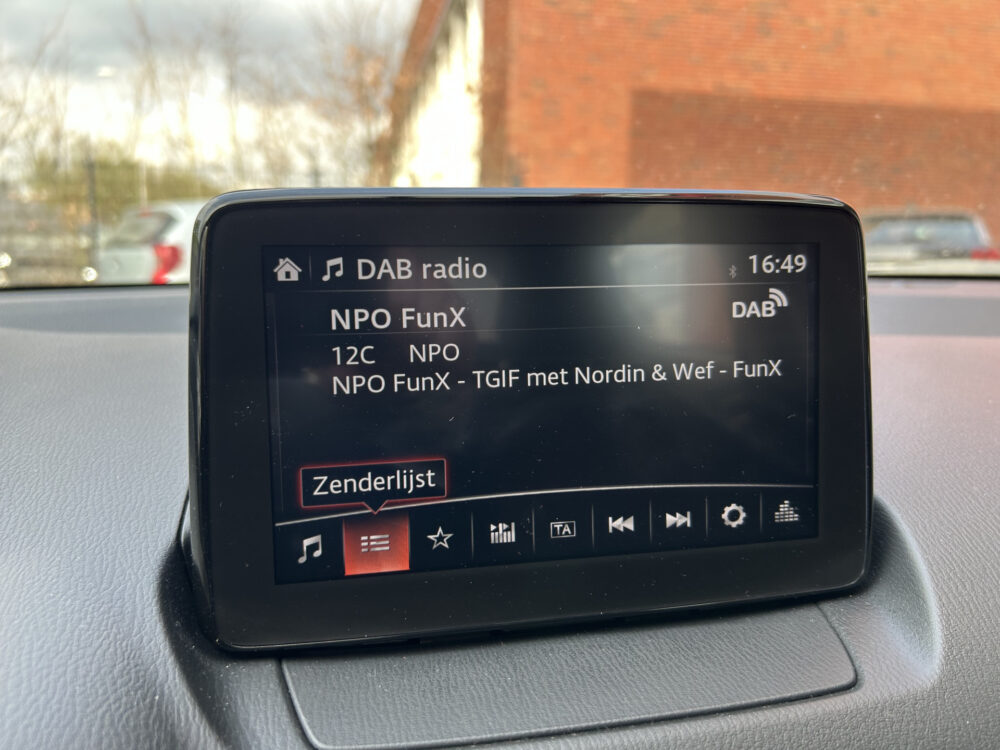 DAB radio
16:49
NPO FunX
DAB
12C NPO
NPO FunX - TGIF met Nordin & Wef - FunX
Zenderlijst
TA